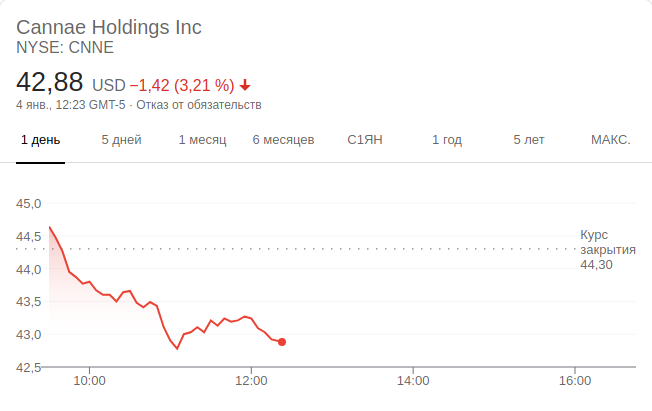 Cannae Holdings Inc
NYSE: CNNE
42,88 USD −1,42 (3,21 %)
4 янв., 12:23 GMT-5 · Отказ от обязательств
1 день 5 дней 1 месяц 6 месяцев С1ЯН 1 год 5 лет МАКС.
45,0
44,5
44,0
43,5
43,0
42,5
Курс
закрытия
44,30
10:00 12:00 14:00 16:00